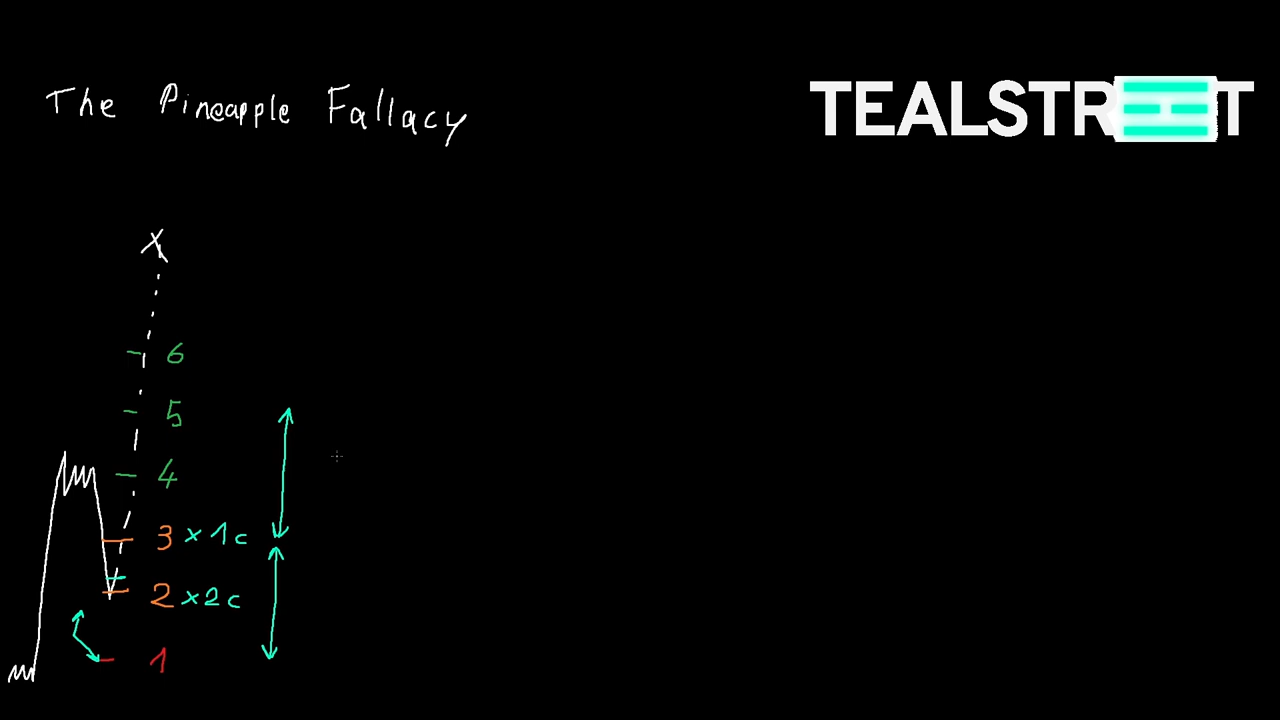 The Pineapple Fallacy
TEALSTREET
X
6
5
4
3 x 1c
2 x 2c
1